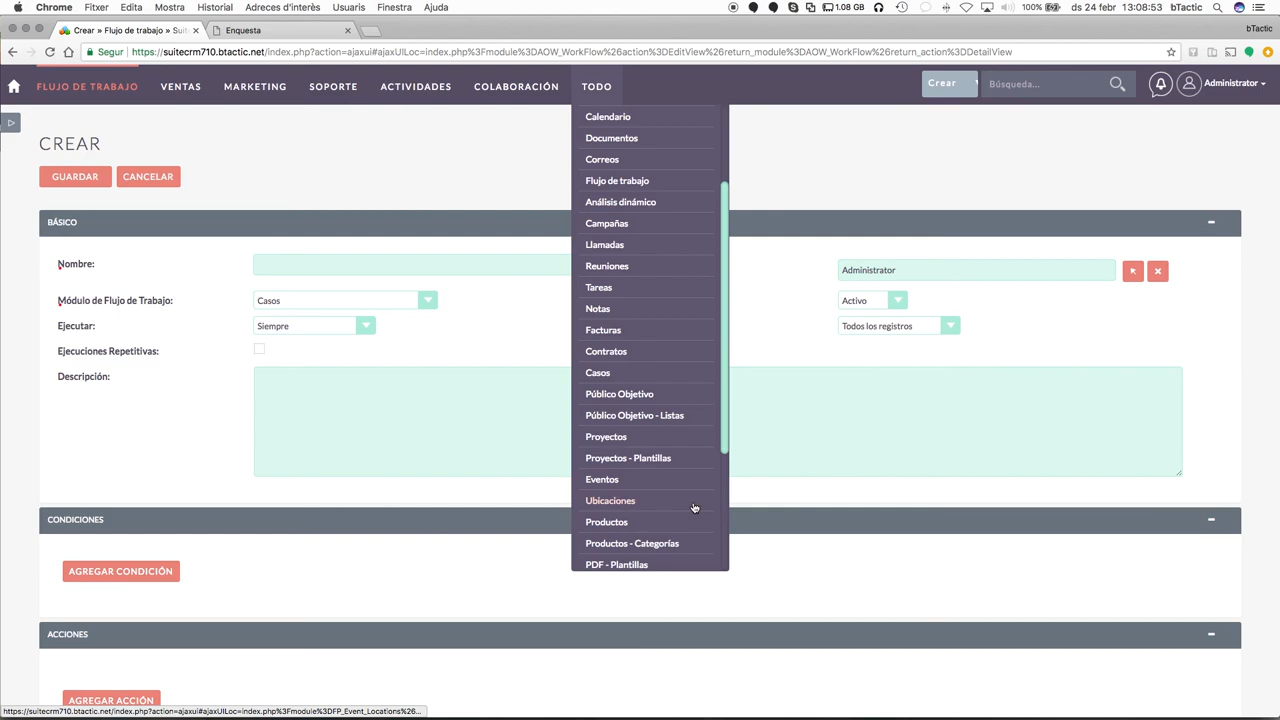 Chrome Fitxer Edita Mostra Historial Adreces d'interès Usuaris Finestra Ajuda 1.08 GB 100% ds 24 febr 13:08:53 bTactic
Crear » Flujo de trabajo » Suit Enquesta bTactic
Segur https://suitecrm710.btactic.net/index.php?action=ajaxui#ajaxUILoc=index.php%3Fmodule%3DAOW_WorkFlow%26action%3DEditView%26return_module%3DAOW_WorkFlow%26return_action%3DDetailView
FLUJO DE TRABAJO VENTAS MARKETING SOPORTE ACTIVIDADES COLABORACIÓN TODO Crear Búsqueda... Administrator
Calendario
Documentos
Correos
Flujo de trabajo
Análisis dinámico
Campañas
Llamadas
Reuniones
Tareas
Notas
Facturas
Contratos
Casos
Público Objetivo
Público Objetivo - Listas
Proyectos
Proyectos - Plantillas
Eventos
Ubicaciones
Productos
Productos - Categorías
PDF - Plantillas
CREAR
GUARDAR CANCELAR
BÁSICO
Nombre: Administrator
Módulo de Flujo de Trabajo: Casos Activo
Ejecutar: Siempre Todos los registros
Ejecuciones Repetitivas:
Descripción:
CONDICIONES
AGREGAR CONDICIÓN
ACCIONES
AGREGAR ACCIÓN
https://suitecrm710.btactic.net/index.php?action=ajaxui#ajaxUILoc=index.php%3Fmodule%3DFP_Event_Locations%26...